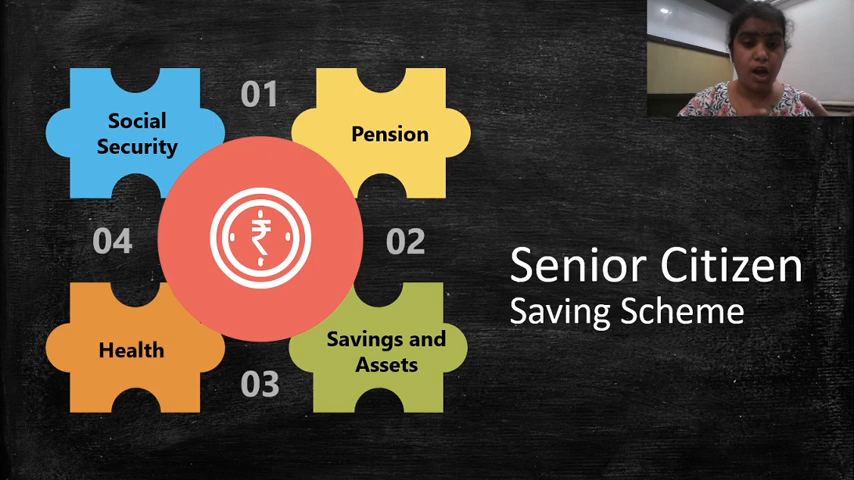 Social
Security
01
Pension
04
₹
02
Senior Citizen
Saving Scheme
Health
Savings and
Assets
03